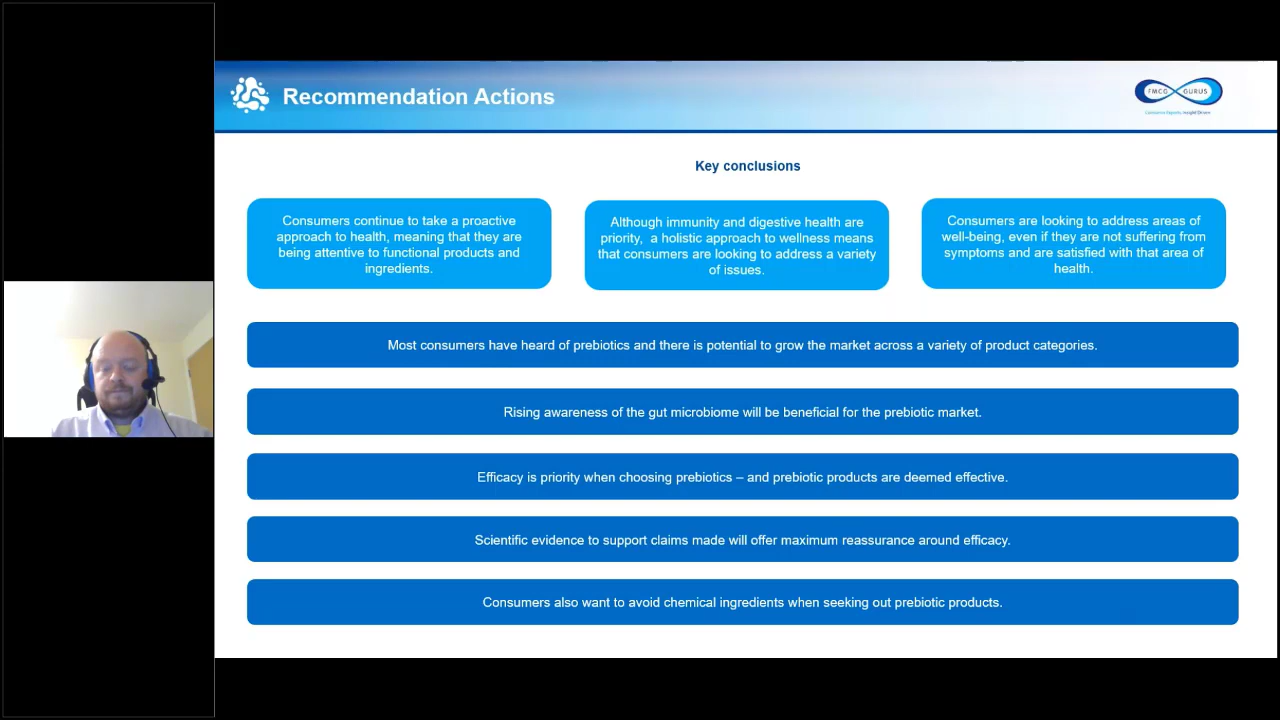 Recommendation Actions
FMCG GURUS
Consumer Reports, Insight Driven
Key conclusions
Consumers continue to take a proactive
approach to health, meaning that they are
being attentive to functional products and
ingredients.
Although immunity and digestive health are
priority, a holistic approach to wellness means
that consumers are looking to address a variety
of issues.
Consumers are looking to address areas of
well-being, even if they are not suffering from
symptoms and are satisfied with that area of
health.
Most consumers have heard of prebiotics and there is potential to grow the market across a variety of product categories.
Rising awareness of the gut microbiome will be beneficial for the prebiotic market.
Efficacy is priority when choosing prebiotics – and prebiotic products are deemed effective.
Scientific evidence to support claims made will offer maximum reassurance around efficacy.
Consumers also want to avoid chemical ingredients when seeking out prebiotic products.